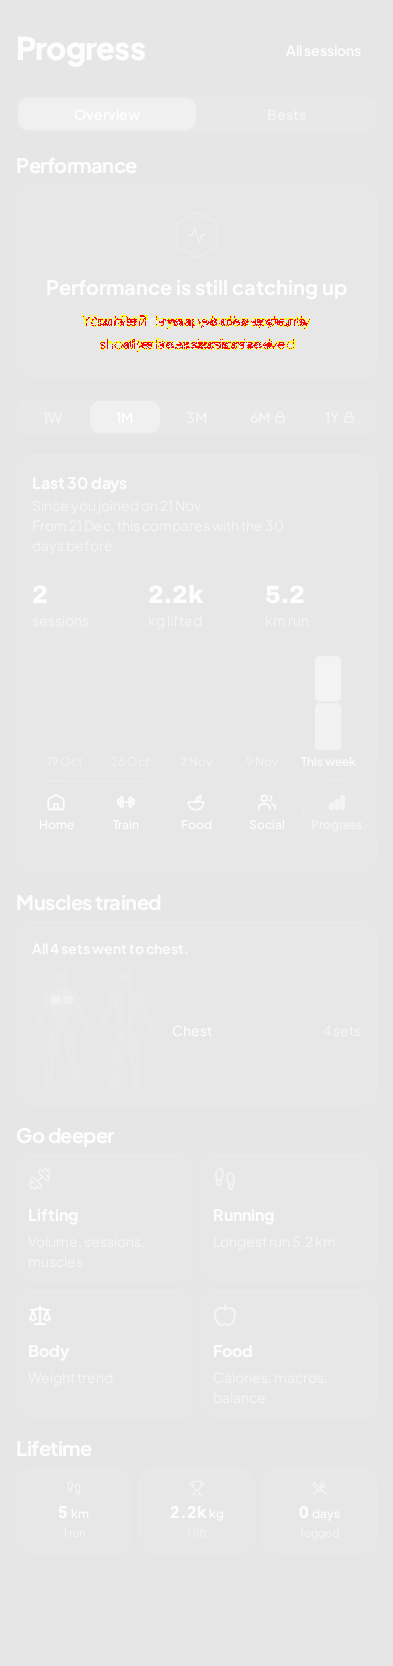 Progress
All sessions
Overview
Bests
Performance
Performance is still catching up
1W
1M
3M
6M
1Y
Last 30 days
Since you joined on 21 Nov
From 21 Dec, this compares with the 30
days before.
2
2.2k
5.2
sessions
kg lifted
km run
19 Oct
26 Oct
2 Nov
9 Nov
This week
Home
Train
Food
Social
Progress
Muscles trained
All 4 sets went to chest.
Chest
4 sets
Go deeper
Lifting
Volume, sessions,
muscles
Running
Longest run 5.2 km
Body
Weight trend
Food
Calories, macros,
balance
Lifetime
5 km
1 run
2.2k kg
1 lift
0 days
logged